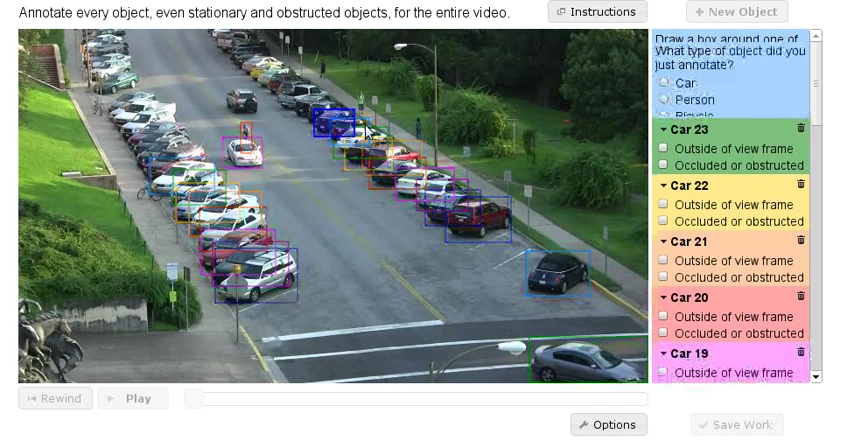 Annotate every object, even stationary and obstructed objects, for the entire video.
Instructions
+ New Object
Draw a box around one of
What type of object did you
just annotate?
Car
Person
Bicycle
Car 23
Outside of view frame
Occluded or obstructed
Car 22
Outside of view frame
Occluded or obstructed
Car 21
Outside of view frame
Occluded or obstructed
Car 20
Outside of view frame
Occluded or obstructed
Car 19
Outside of view frame
Rewind
Play
Options
Save Work